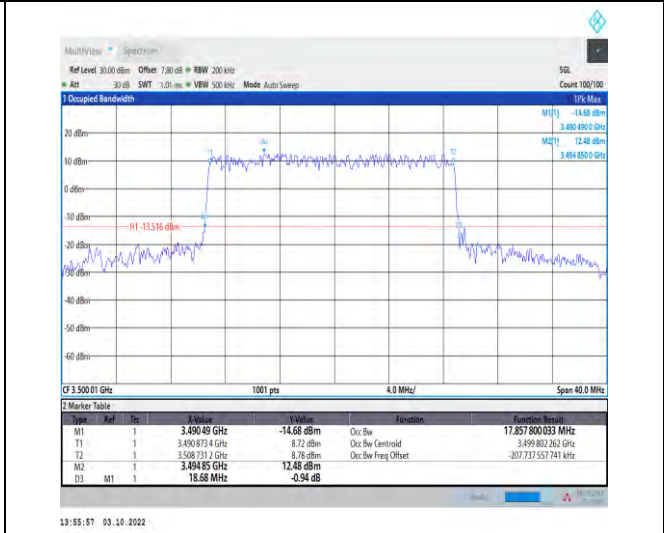 MultiView Spectrum
Ref Level 30.00 dBm Offset 7.80 dB RBW 200 kHz SGL
Att 30 dB SWT 1.01 ms VBW 500 kHz Mode Auto Sweep Count 100/100
1 Occupied Bandwidth 1Pk Max
M1[1] -14.68 dBm
3.490 490 0 GHz
M2[1] 12.48 dBm
3.494 850 0 GHz
20 dBm
M2
T1 T2
10 dBm
0 dBm
-10 dBm
H1 -13.516 dBm
-20 dBm
-30 dBm
-40 dBm
-50 dBm
-60 dBm
CF 3.500 01 GHz 1001 pts 4.0 MHz/ Span 40.0 MHz
2 Marker Table
Type Ref Trc X-Value Y-Value Function Function Result
M1 1 3.490 49 GHz -14.68 dBm Occ Bw 17.857 800 033 MHz
T1 1 3.490 873 4 GHz 8.72 dBm Occ Bw Centroid 3.499 802 262 GHz
T2 1 3.508 731 2 GHz 8.78 dBm Occ Bw Freq Offset -207.737 557 741 kHz
M2 1 3.494 85 GHz 12.48 dBm
D3 M1 1 18.68 MHz -0.94 dB
13:55:57 03.10.2022